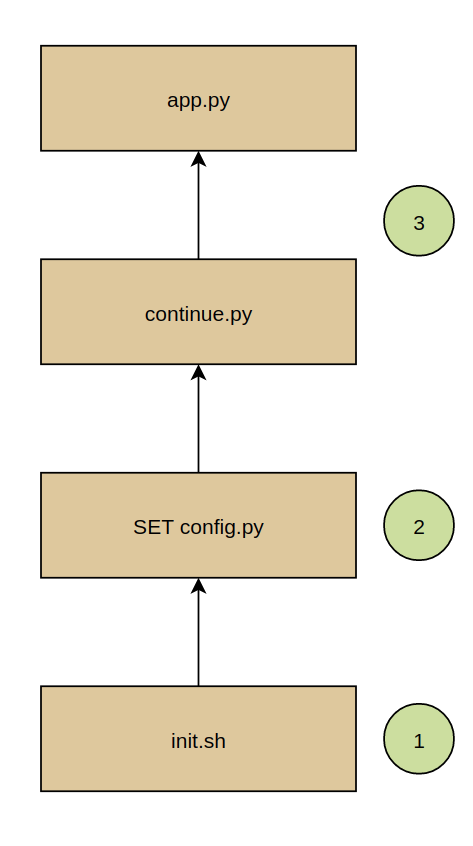 app.py
3
continue.py
SET config.py
2
init.sh
1